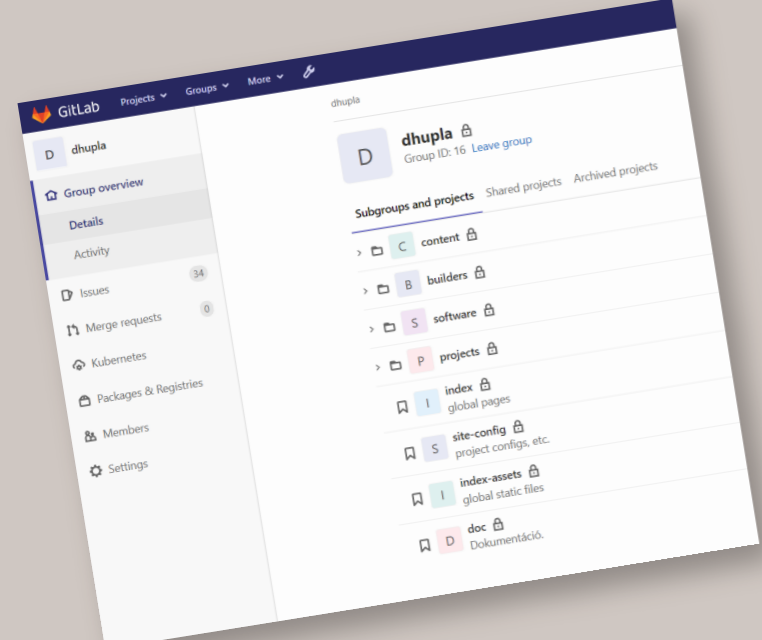 GitLab
Projects
Groups
More
D
dhupla
Group overview
Details
Activity
Issues
34
Merge requests
0
Kubernetes
Packages & Registries
Members
Settings
dhupla
D
dhupla
Group ID: 16 Leave group
Subgroups and projects
Shared projects
Archived projects
C
content
B
builders
S
software
P
projects
I
index
global pages
S
site-config
project configs, etc.
I
index-assets
global static files
D
doc
Dokumentáció.